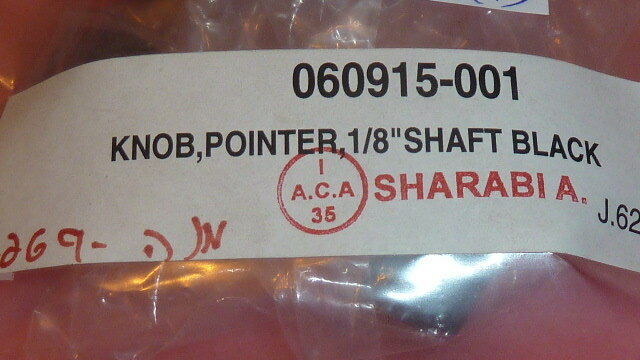 060915-001
KNOB,POINTER,1/8"SHAFT BLACK
I
A.C.A
35
SHARABI A.
J.62